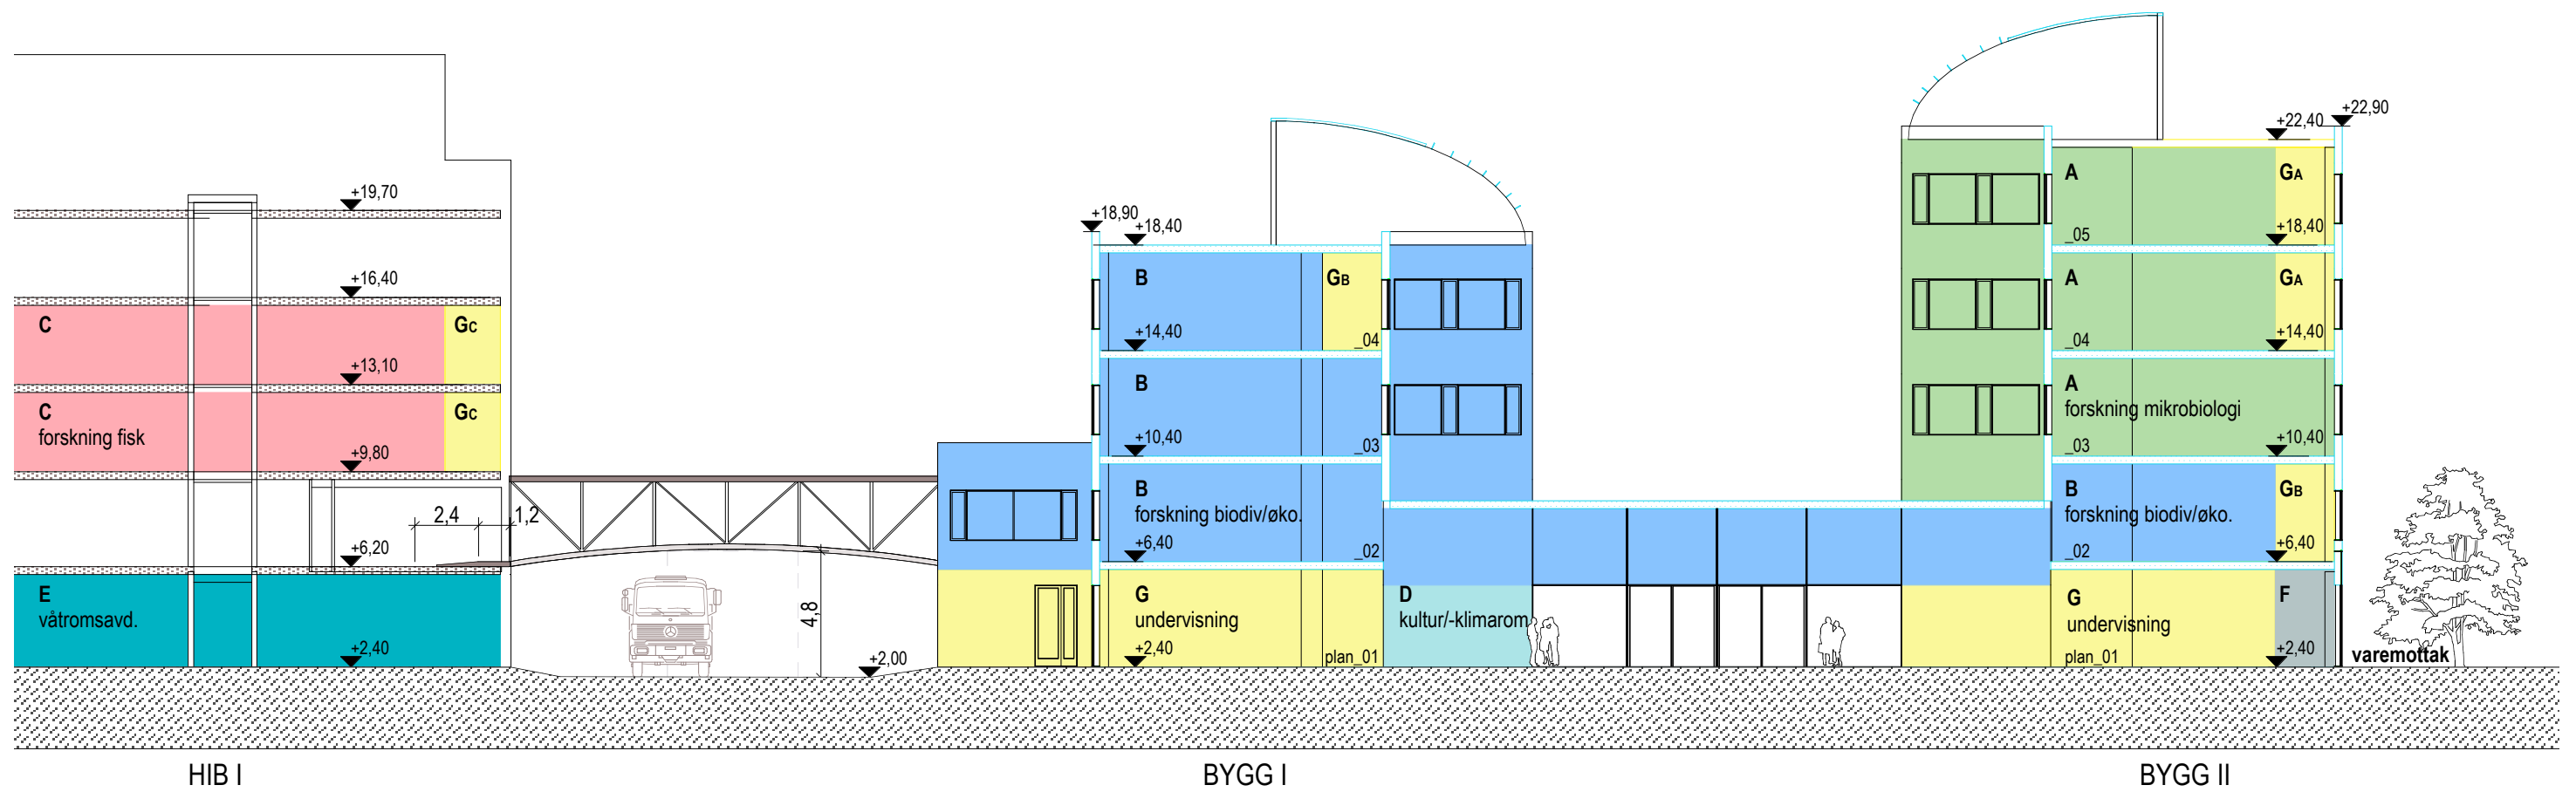 +19,70
+16,40
C
Gc
+13,10
C
forskning fisk
Gc
+9,80
2,4
1,2
+6,20
E
våtromsavd.
+2,40
4,8
+2,00
HIB I
+18,90
+18,40
B
GB
+14,40
_04
B
+10,40
_03
B
forskning biodiv/øko.
+6,40
_02
G
undervisning
+2,40
plan_01
D
kultur/-klimarom
BYGG I
+22,90
+22,40
A
GA
_05
+18,40
A
GA
_04
+14,40
A
forskning mikrobiologi
_03
+10,40
B
forskning biodiv/øko.
GB
_02
+6,40
G
undervisning
plan_01
F
+2,40
varemottak
BYGG II